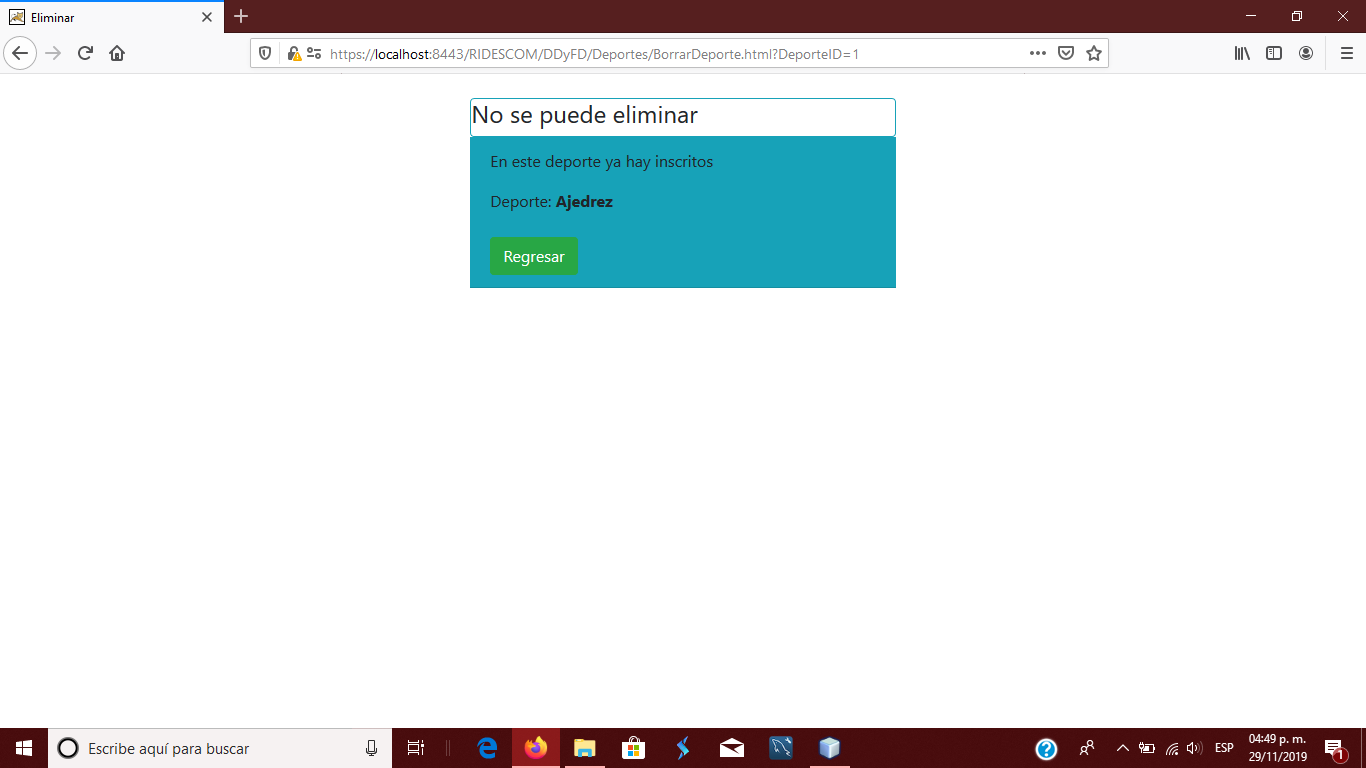 Eliminar
https://localhost:8443/RIDESCOM/DDyFD/Deportes/BorrarDeporte.html?DeporteID=1
No se puede eliminar
En este deporte ya hay inscritos
Deporte: Ajedrez
Regresar
Escribe aquí para buscar
ESP
04:49 p. m.
29/11/2019
1